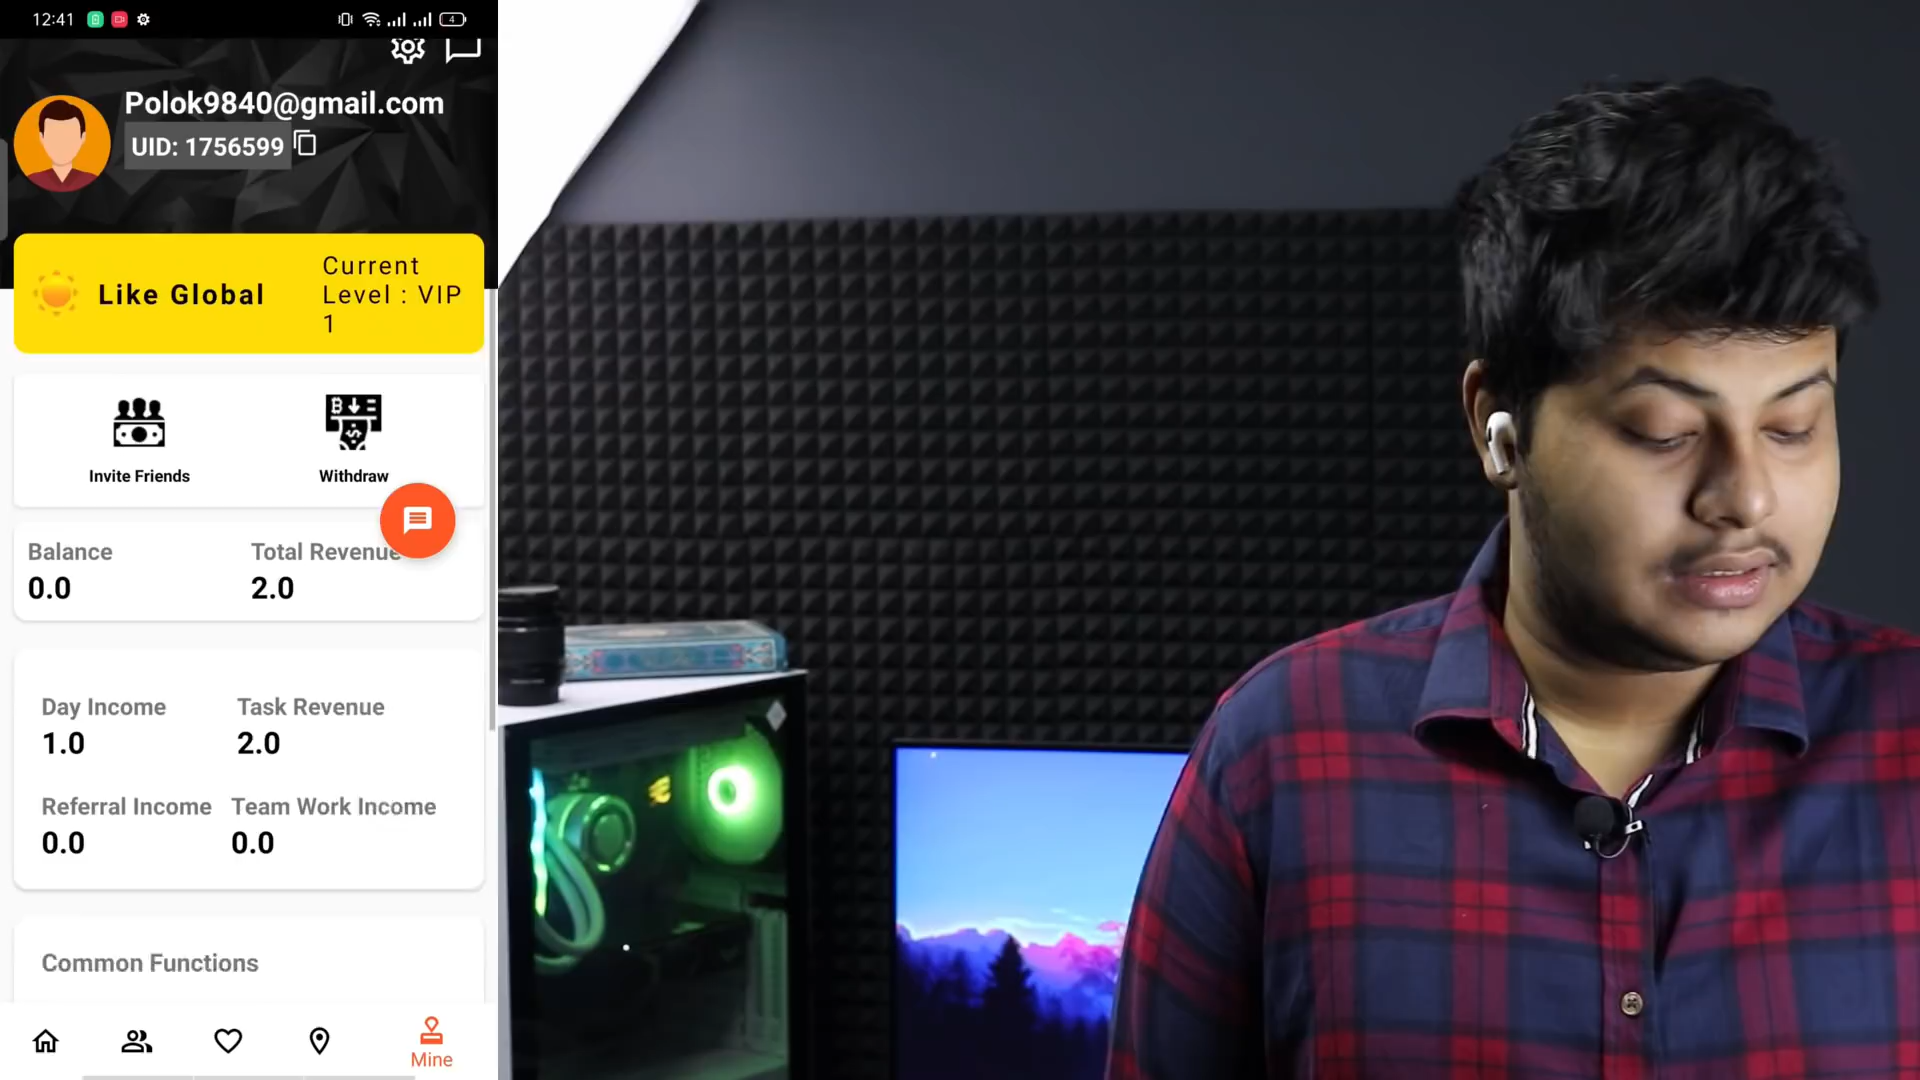 12:41
4
Polok9840@gmail.com
UID: 1756599
Like Global
Current
Level : VIP
1
Invite Friends
Withdraw
Balance
Total Revenue
0.0
2.0
Day Income
Task Revenue
1.0
2.0
Referral Income
Team Work Income
0.0
0.0
Common Functions
Mine